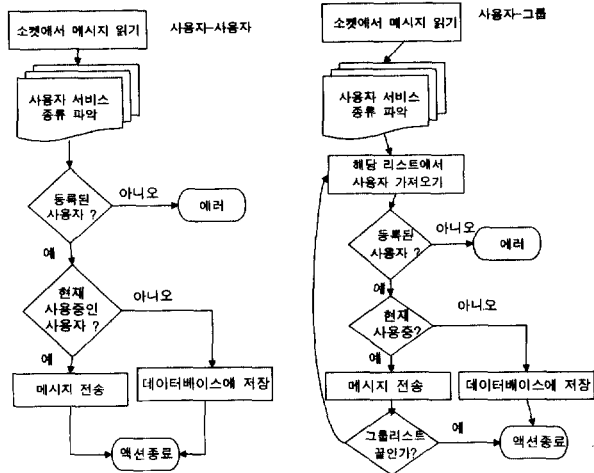 소켓에서 메시지 읽기
사용자-사용자
사용자 서비스
종류 파악
등록된
사용자 ?
아니오
에러
예
현재
사용중인
사용자 ?
아니오
예
메시지 전송
데이터베이스에 저장
액션종료
소켓에서 메시지 읽기
사용자-그룹
사용자 서비스
종류 파악
해당 리스트에서
사용자 가져오기
등록된
사용자 ?
아니오
에러
예
현재
사용중?
아니오
예
메시지 전송
데이터베이스에 저장
그룹리스트
끝인가?
예
액션종료